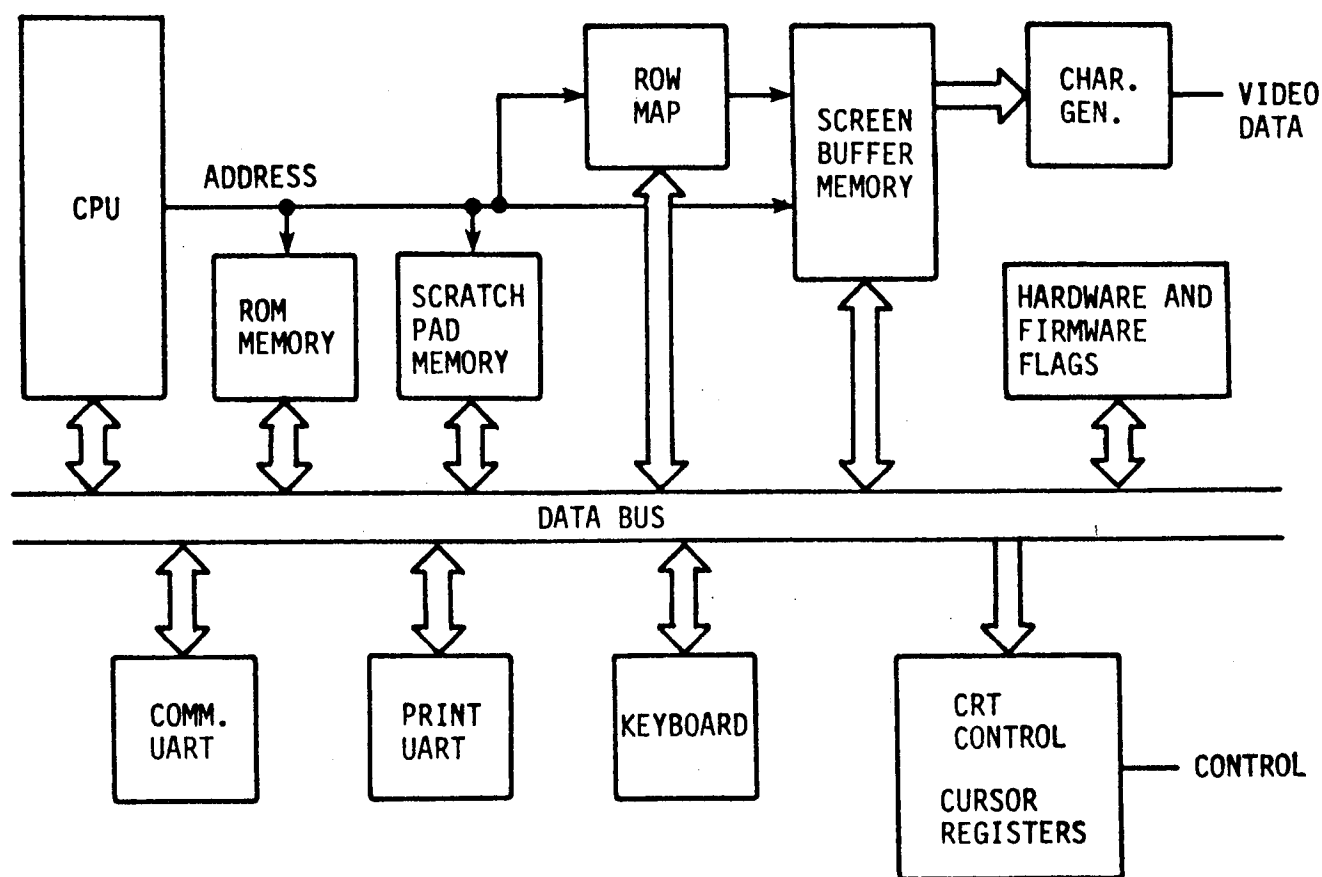 CPU
ADDRESS
ROW
MAP
SCREEN
BUFFER
MEMORY
CHAR.
GEN.
VIDEO
DATA
ROM
MEMORY
SCRATCH
PAD
MEMORY
HARDWARE AND
FIRMWARE
FLAGS
DATA BUS
COMM.
UART
PRINT
UART
KEYBOARD
CRT
CONTROL
CURSOR
REGISTERS
CONTROL